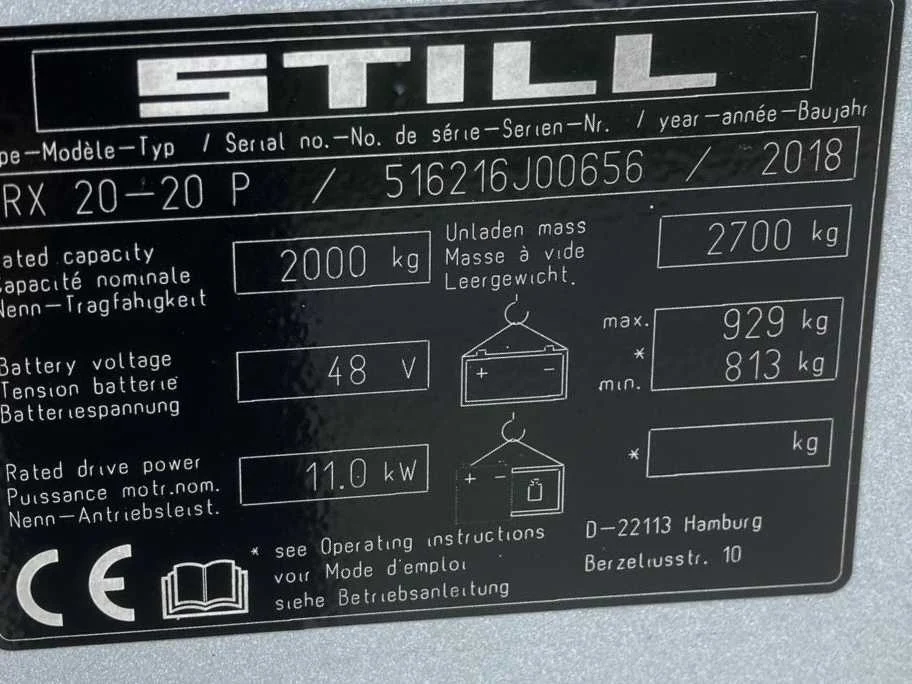 STILL
pe–Modèle–Typ / Serial no.–No. de série–Serien–Nr. / year–année–Baujahr
RX 20–20 P / 516216J00656 / 2018
ated capacity
apacité nominale
Nenn–Tragfähigkeit
2000 kg
Unladen mass
Masse à vide
Leergewicht.
2700 kg
Battery voltage
Tension batterie
Batteriespannung
48 V
+ –
max. 929 kg
*
min. 813 kg
Rated drive power
Puissance motr.nom.
Nenn–Antriebsleist.
11.0 kW
+ –
* kg
CE
* see Operating instructions
voir Mode d'emploi
siehe Betriebsanleitung
D–22113 Hamburg
Berzeliusstr. 10